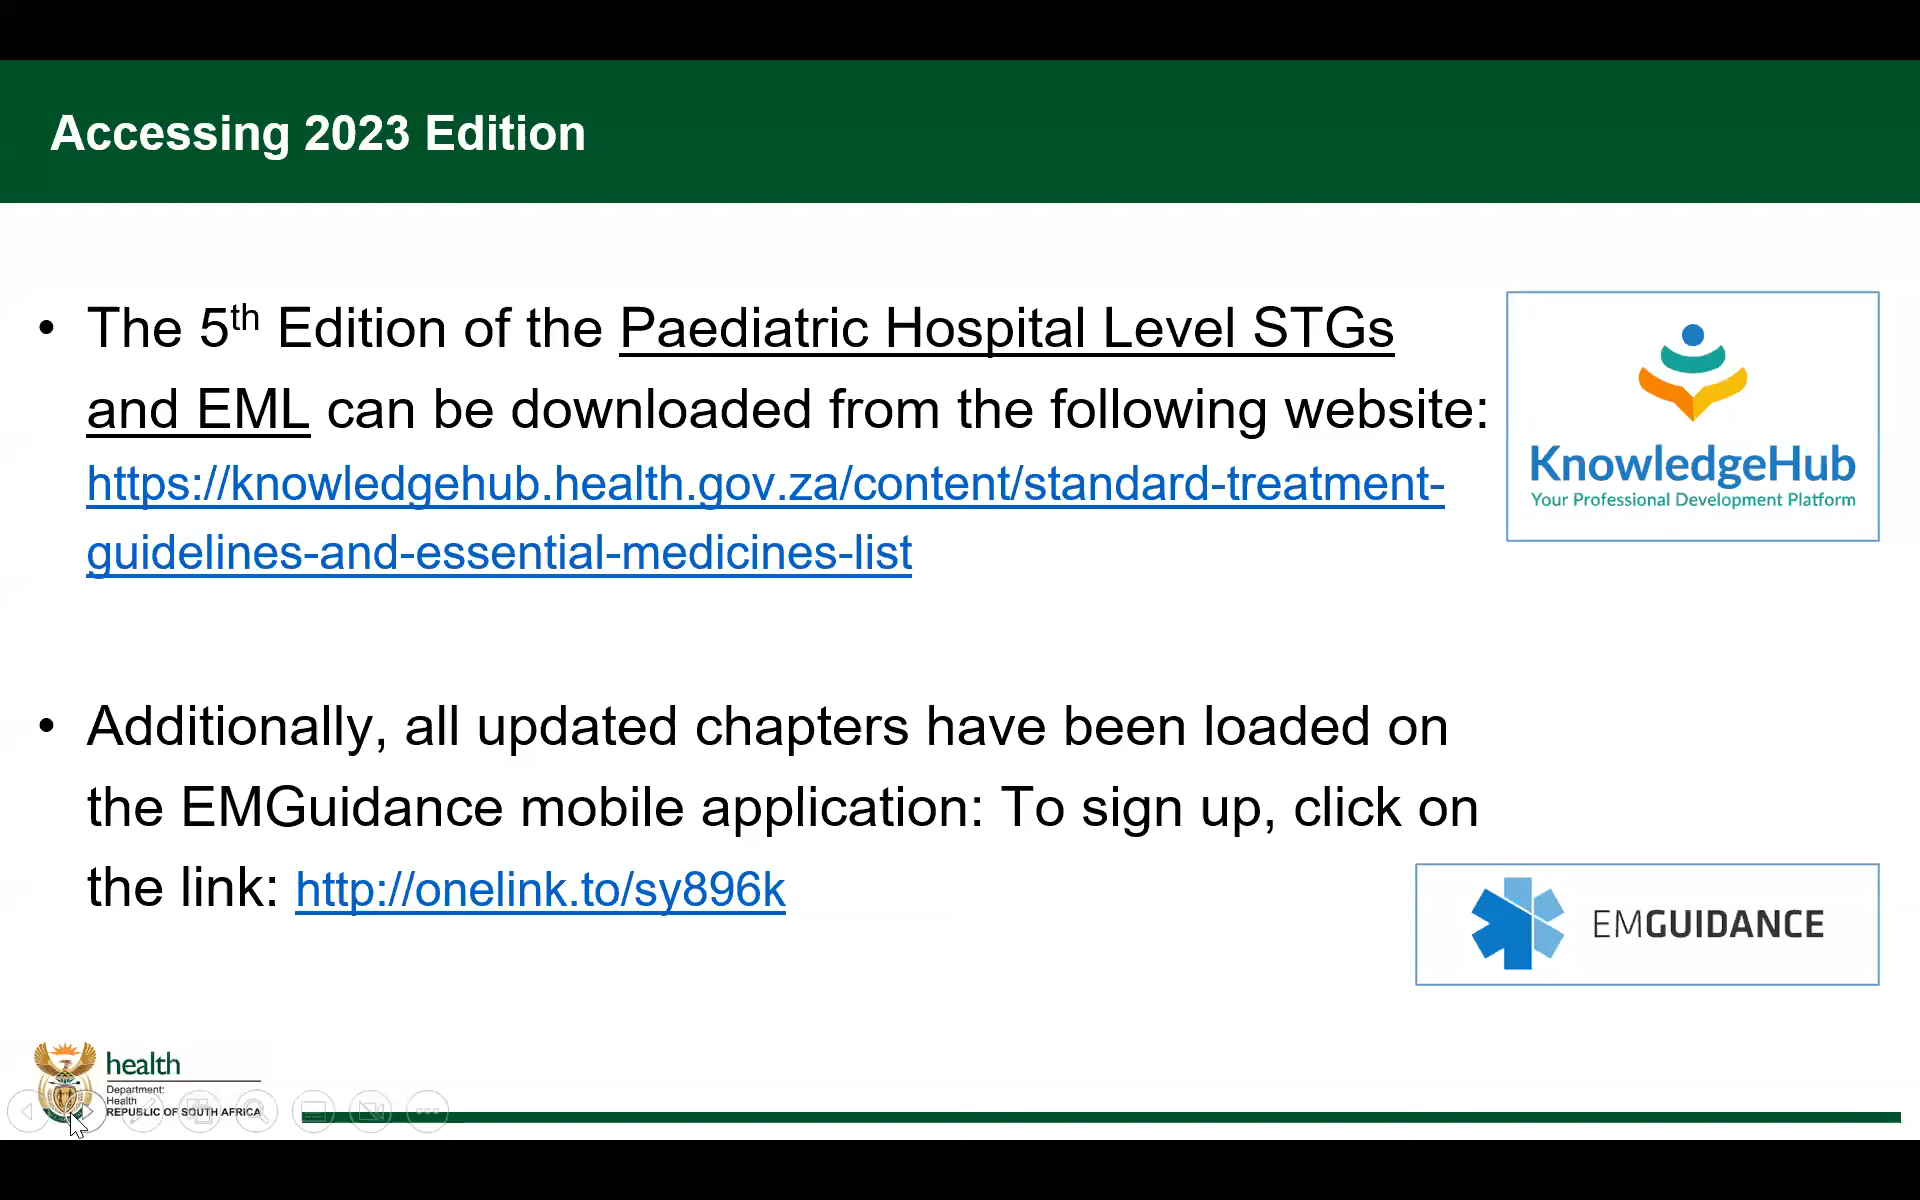 Accessing 2023 Edition
• The 5th Edition of the Paediatric Hospital Level STGs
and EML can be downloaded from the following website:
https://knowledgehub.health.gov.za/content/standard-treatment-
guidelines-and-essential-medicines-list
KnowledgeHub
Your Professional Development Platform
• Additionally, all updated chapters have been loaded on
the EMGuidance mobile application: To sign up, click on
the link: http://onelink.to/sy896k
EMGUIDANCE
health
Department:
Health
REPUBLIC OF SOUTH AFRICA